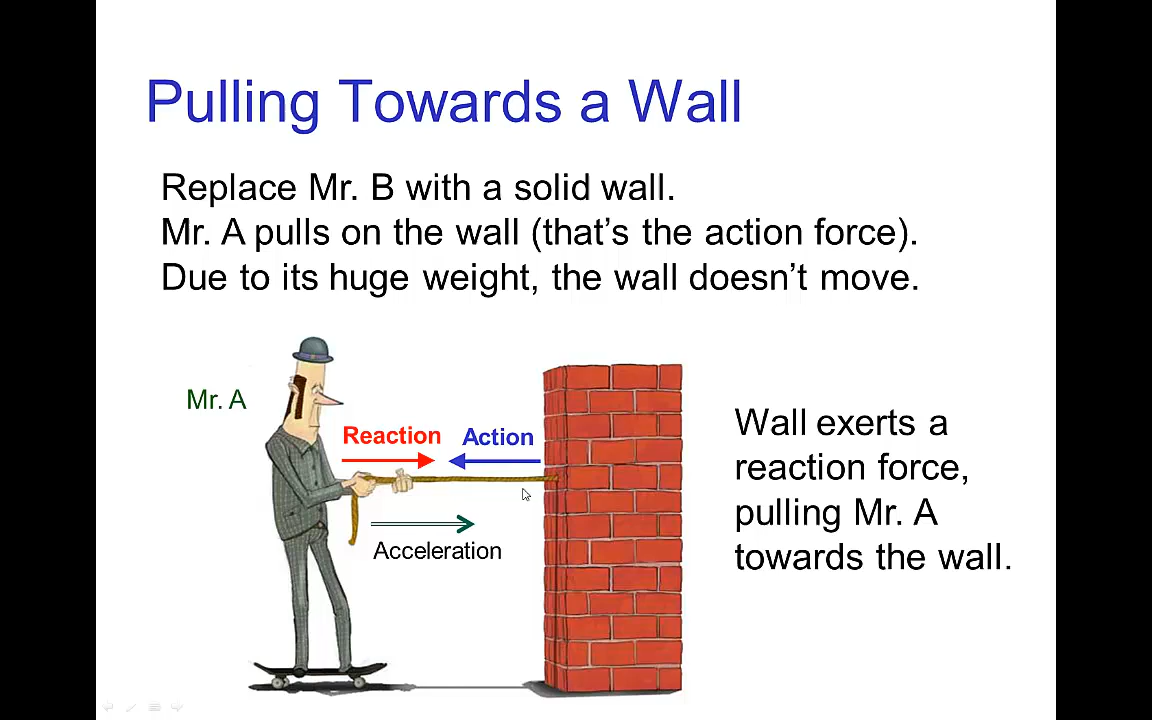 Pulling Towards a Wall
Replace Mr. B with a solid wall.
Mr. A pulls on the wall (that’s the action force).
Due to its huge weight, the wall doesn’t move.
Mr. A
Reaction
Action
Acceleration
Wall exerts a
reaction force,
pulling Mr. A
towards the wall.